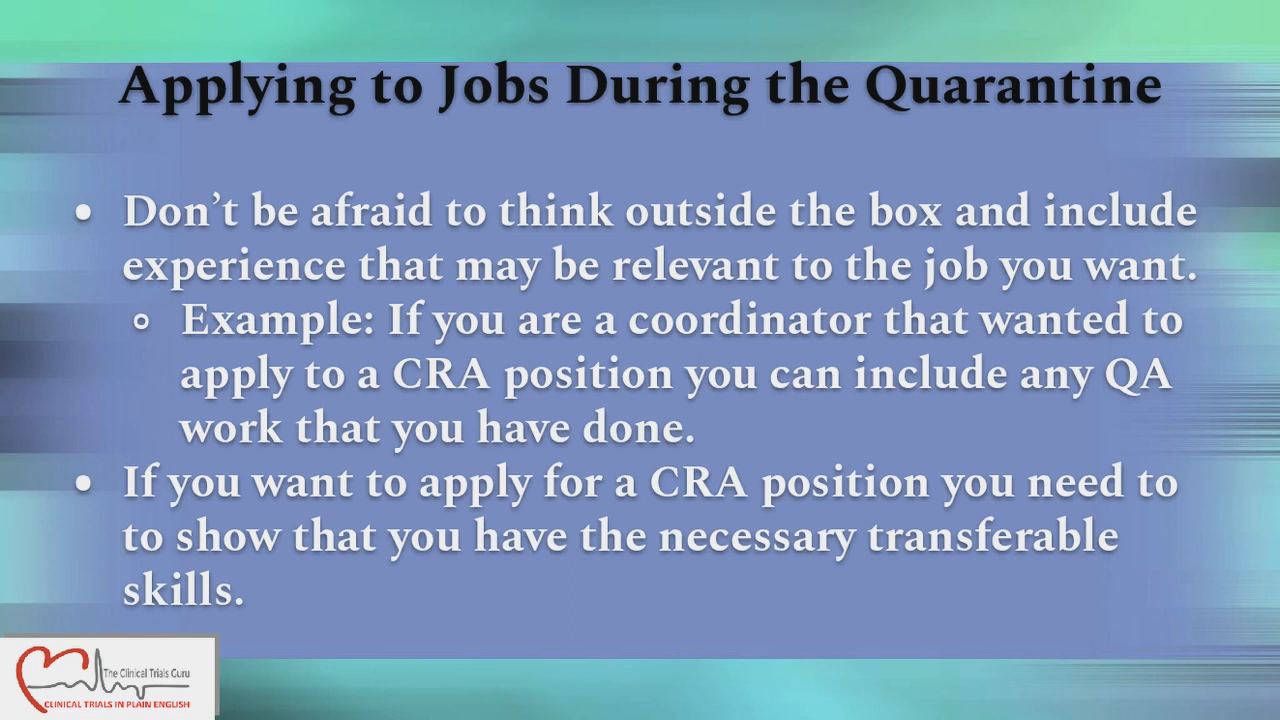 Applying to Jobs During the Quarantine
• Don’t be afraid to think outside the box and include
experience that may be relevant to the job you want.
○ Example: If you are a coordinator that wanted to
apply to a CRA position you can include any QA
work that you have done.
• If you want to apply for a CRA position you need to
to show that you have the necessary transferable
skills.
The Clinical Trials Guru
CLINICAL TRIALS IN PLAIN ENGLISH